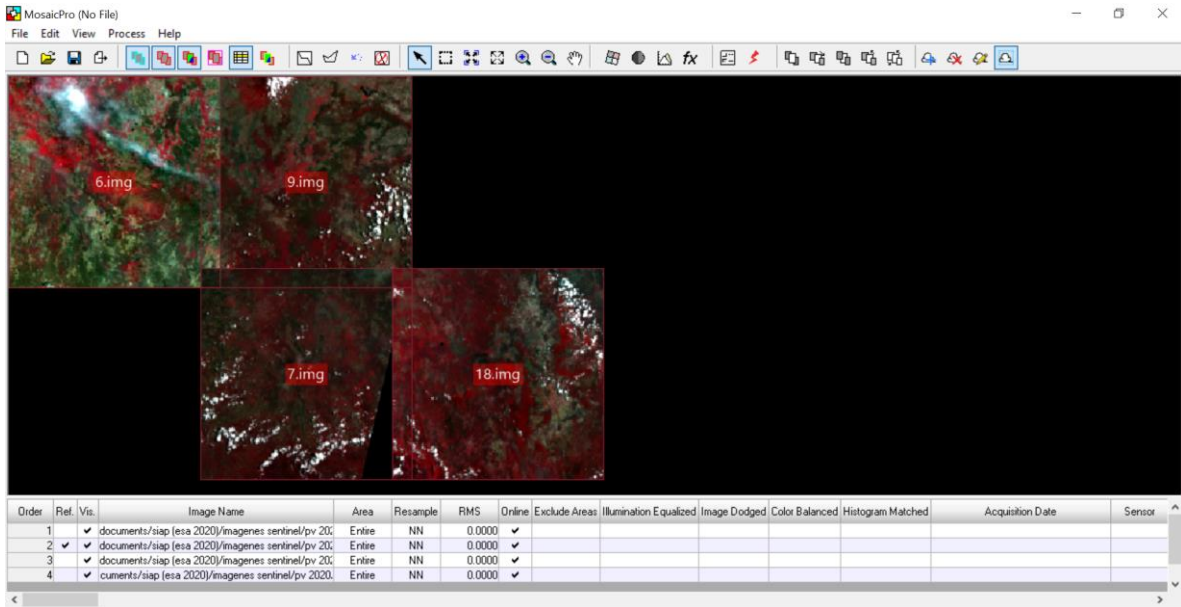 MosaicPro (No File)
File Edit View Process Help
fx
6.img 9.img
7.img 18.img
Order Ref. Vis. Image Name Area Resample RMS Online Exclude Areas Illumination Equalized Image Dodged Color Balanced Histogram Matched Acquisition Date Sensor
1 documents/siap (esa 2020)/imagenes sentinel/pv 202 Entire NN 0.0000
2 documents/siap (esa 2020)/imagenes sentinel/pv 202 Entire NN 0.0000
3 documents/siap (esa 2020)/imagenes sentinel/pv 202 Entire NN 0.0000
4 cuments/siap (esa 2020)/imagenes sentinel/pv 2020. Entire NN 0.0000